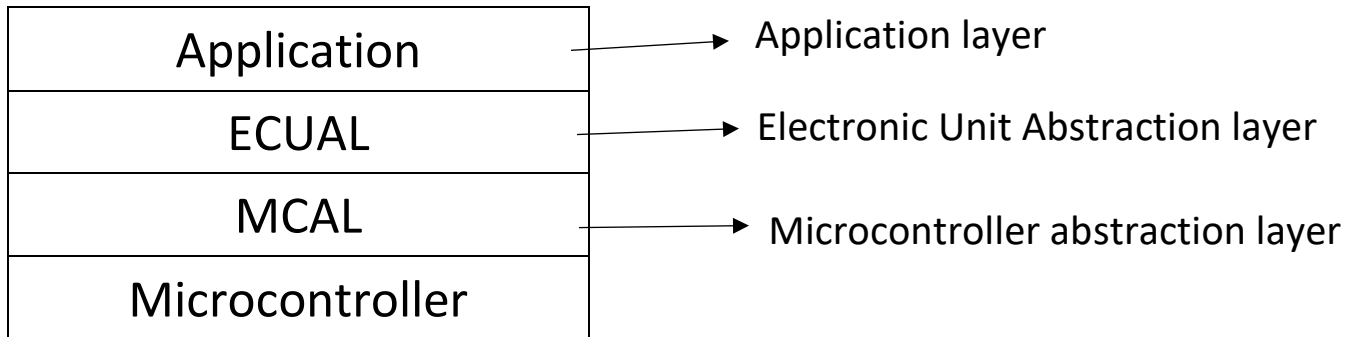 Application
Application layer
ECUAL
Electronic Unit Abstraction layer
MCAL
Microcontroller abstraction layer
Microcontroller